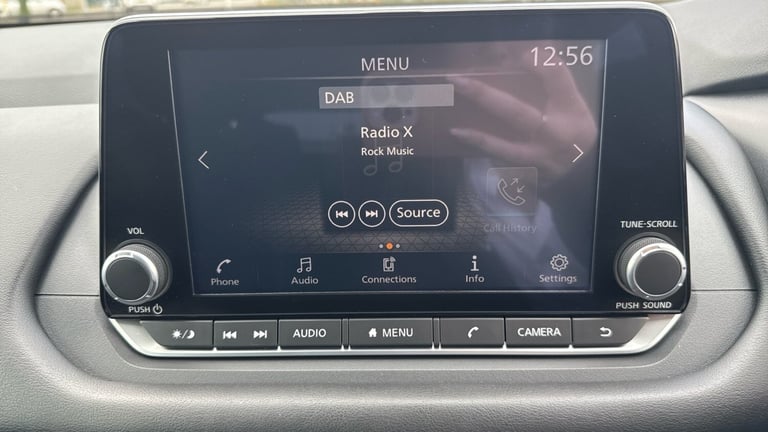 MENU
12:56
DAB
Radio X
Rock Music
Source
Call History
Phone
Audio
Connections
Info
Settings
VOL
PUSH
TUNE-SCROLL
PUSH SOUND
AUDIO
MENU
CAMERA